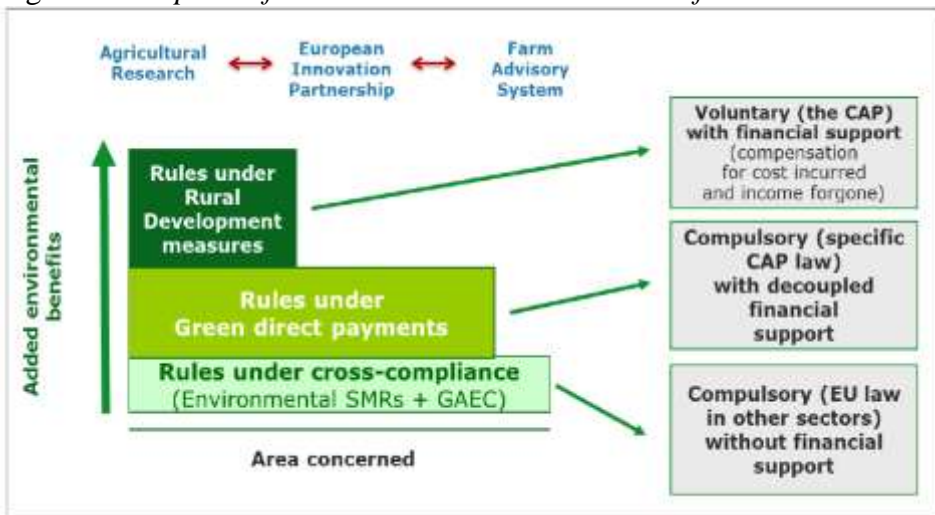 Agricultural
Research
European
Innovation
Partnership
Farm
Advisory
System
Added environmental
benefits
Rules under
Rural
Development
measures
Rules under
Green direct payments
Rules under cross-compliance
(Environmental SMRs + GAEC)
Area concerned
Voluntary (the CAP)
with financial support
(compensation
for cost incurred
and income forgone)
Compulsory (specific
CAP law)
with decoupled
financial
support
Compulsory (EU law
in other sectors)
without financial
support